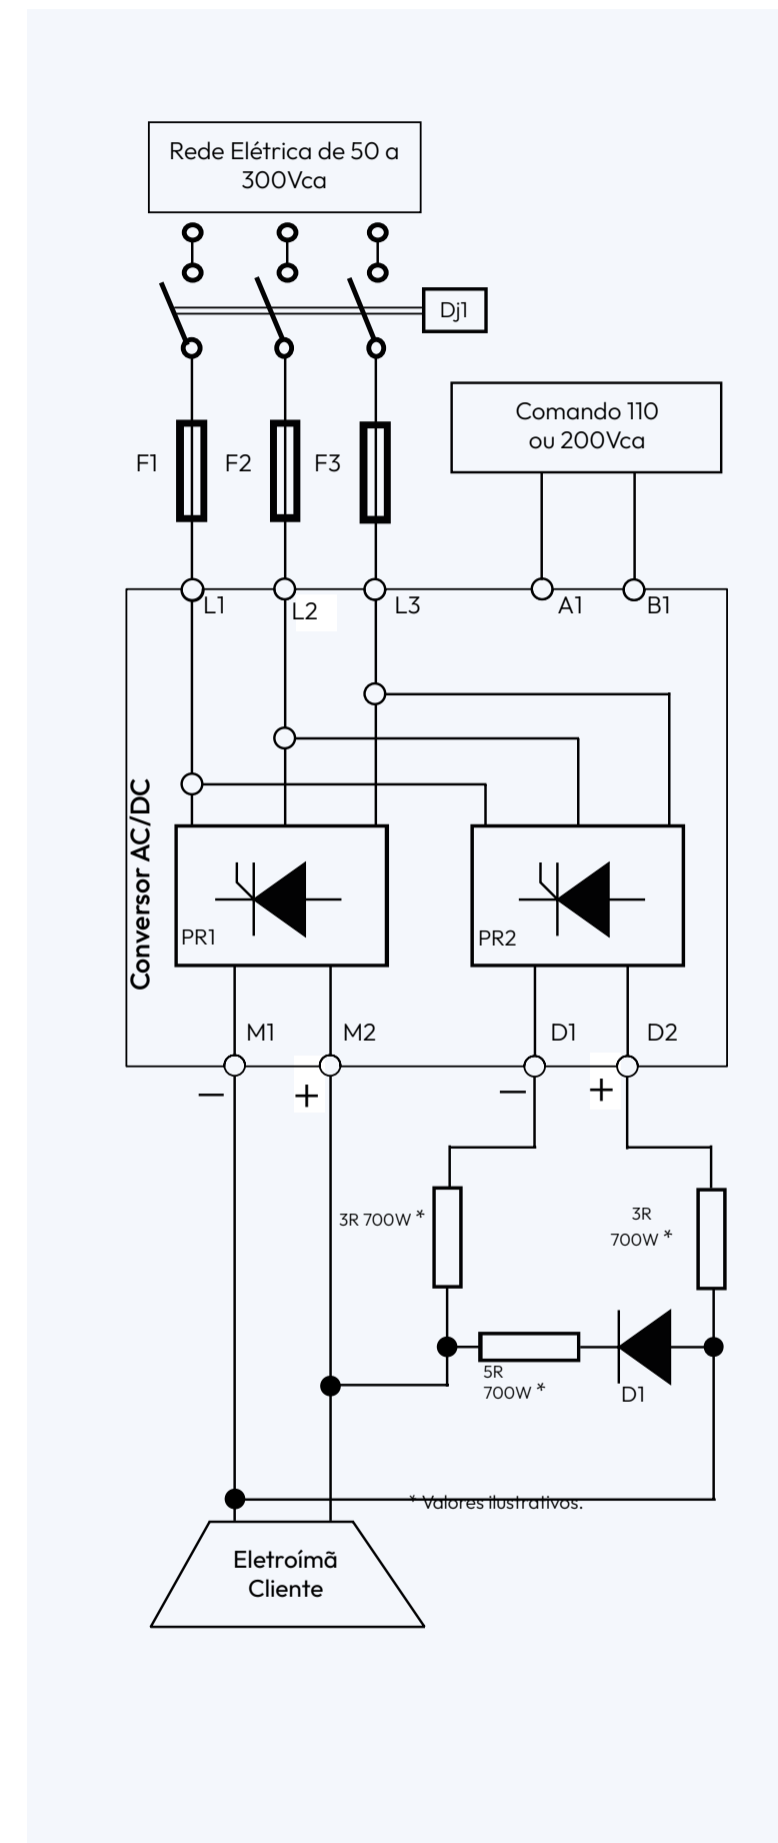 Rede Elétrica de 50 a
300Vca
Dj1
Comando 110
ou 200Vca
F1
F2
F3
L1
L2
L3
A1
B1
Conversor AC/DC
PR1
PR2
M1
M2
D1
D2
−
+
−
+
3R 700W *
3R
700W *
5R
700W *
D1
* Valores ilustrativos.
Eletroímã
Cliente